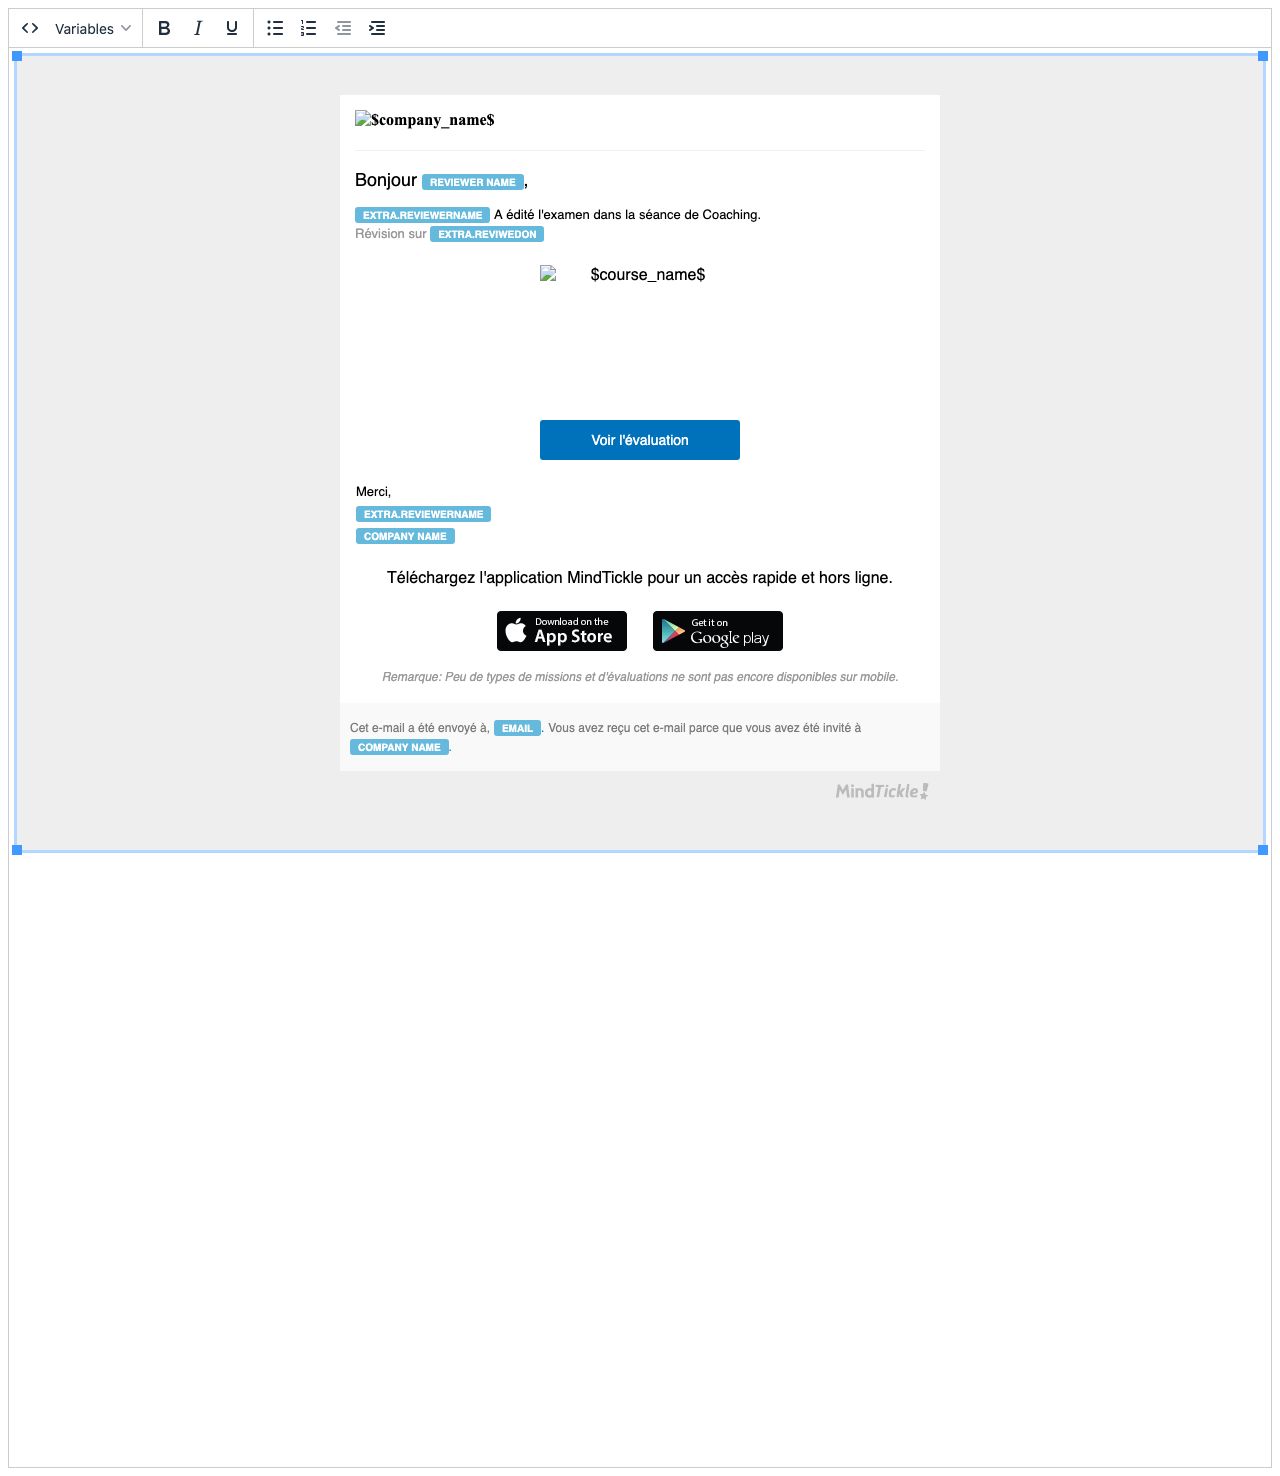 Variables
$company_name$
Bonjour REVIEWER NAME,
EXTRA.REVIEWERNAME A édité l'examen dans la séance de Coaching.
Révision sur EXTRA.REVIWEDON
$course_name$
Voir l'évaluation
Merci,
EXTRA.REVIEWERNAME
COMPANY NAME
Téléchargez l'application MindTickle pour un accès rapide et hors ligne.
Download on the
App Store
Get it on
Google play
Remarque: Peu de types de missions et d'évaluations ne sont pas encore disponibles sur mobile.
Cet e-mail a été envoyé à, EMAIL. Vous avez reçu cet e-mail parce que vous avez été invité à
COMPANY NAME.
MindTickle!